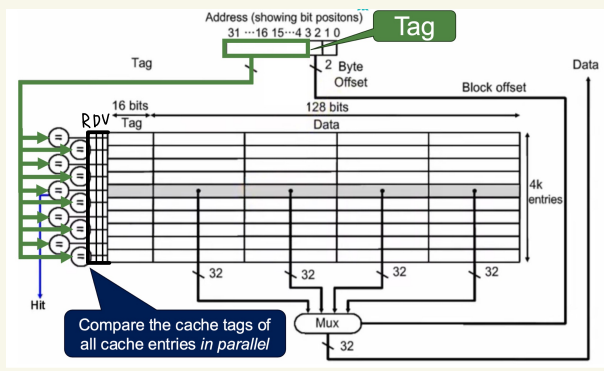 Address (showing bit positons)
31 ···16 15···4 3 2 1 0
Tag
Tag
2 Byte
Offset
Data
Block offset
16 bits
128 bits
R D V
Tag
Data
4k
entries
=
=
=
=
=
=
=
=
=
=
32
32
32
32
Hit
Mux
32
Compare the cache tags of
all cache entries in parallel